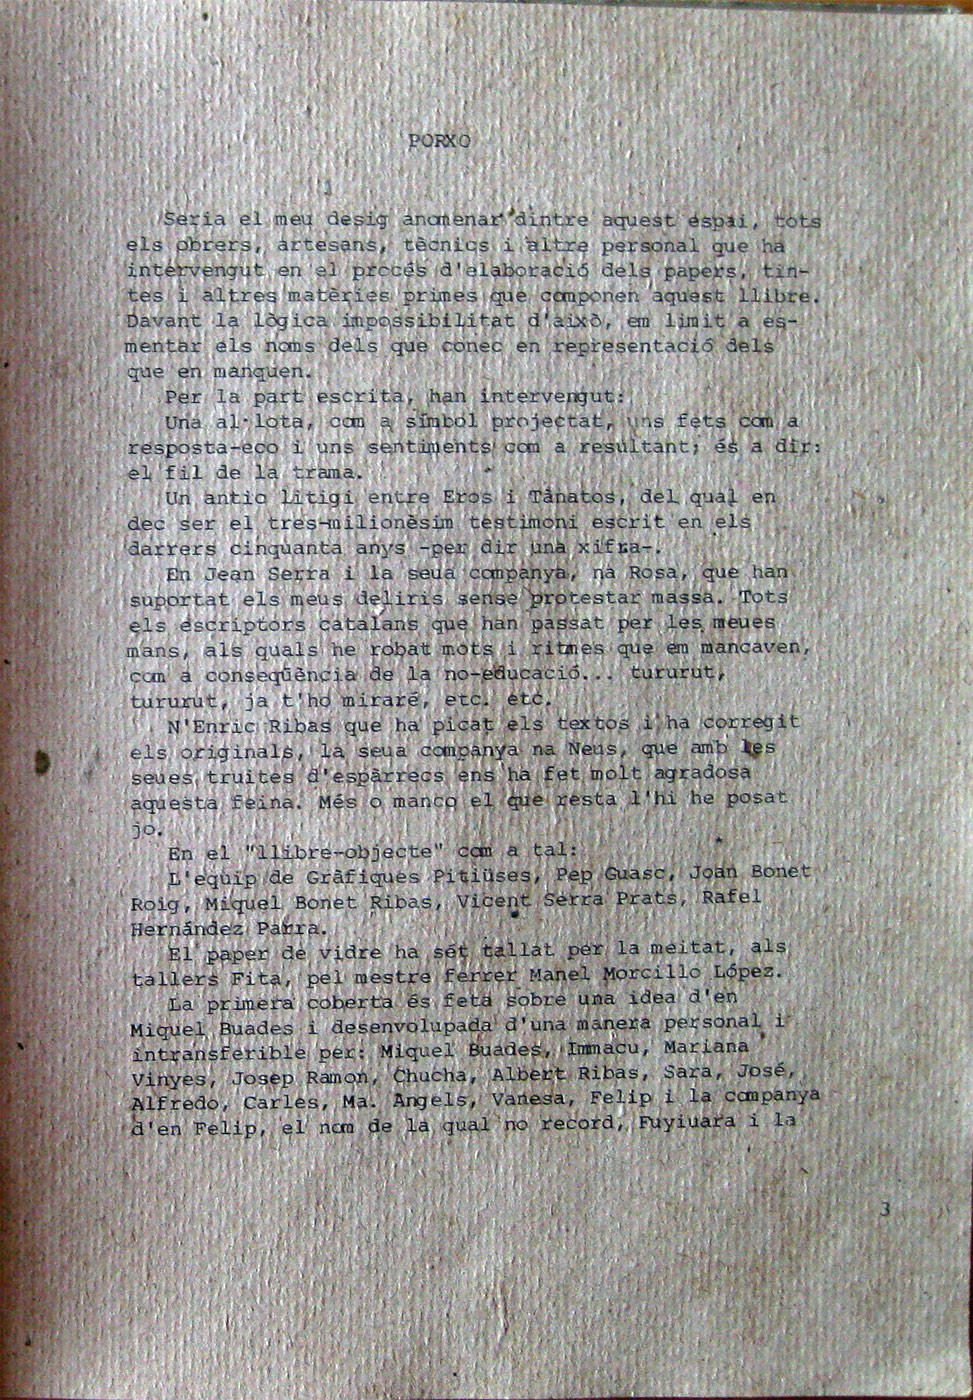 PORXO
Seria el meu desig anomenar dintre aquest espai, tots
els obrers, artesans, tècnics i altre personal que ha
intervengut en el procés d'elaboració dels papers, tin-
tes i altres matèries primes que componen aquest llibre.
Davant la lògica impossibilitat d'això, em limit a es-
mentar els noms dels que conec en representació dels
que en manquen.
Per la part escrita, han intervengut:
Una al·lota, com a símbol projectat, uns fets com a
resposta-eco i uns sentiments com a resultant; és a dir:
el fil de la trama.
Un antic litigi entre Eros i Tànatos, del qual en
dec ser el tres-milionèsim testimoni escrit en els
darrers cinquanta anys -per dir una xifra-.
En Jean Serra i la seua companya, na Rosa, que han
suportat els meus deliris sense protestar massa. Tots
els escriptors catalans que han passat per les meues
mans, als quals he robat mots i ritmes que em mancaven,
com a conseqüència de la no-educació... tururut,
tururut, ja t'ho miraré, etc. etc.
N'Enric Ribas que ha picat els textos i ha corregit
els originals, la seua companya na Neus, que amb les
seues truites d'espàrrecs ens ha fet molt agradosa
aquesta feina. Més o manco el que resta l'hi he posat
jo.
En el "llibre-objecte" com a tal:
L'equip de Gràfiques Pitiüses, Pep Guasc, Joan Bonet
Roig, Miquel Bonet Ribas, Vicent Serra Prats, Rafel
Hernández Parra.
El paper de vidre ha set tallat per la meitat, als
tallers Fita, pel mestre ferrer Manel Morcillo López.
La primera coberta és feta sobre una idea d'en
Miquel Buades i desenvolupada d'una manera personal i
intransferible per: Miquel Buades, Immacu, Mariana
Vinyes, Josep Ramon, Chucha, Albert Ribas, Sara, José,
Alfredo, Carles, Ma. Angels, Vanesa, Felip i la companya
d'en Felip, el nom de la qual no record, Fuyiuara i la
3